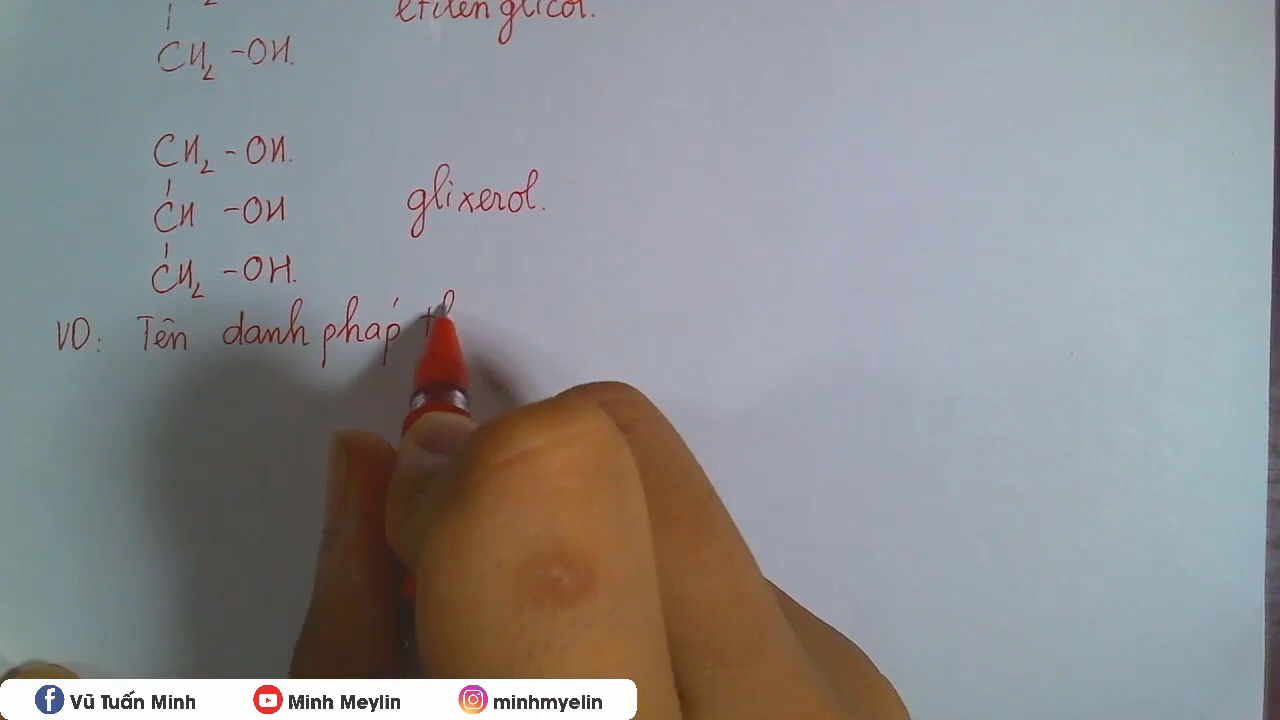 etilen glicol.
CH2 -OH.
CH2 - OH.
CH -OH
CH2 -OH.
glixerol.
VD: Tên danh pháp th
Vũ Tuấn Minh
Minh Meylin
minhmyelin